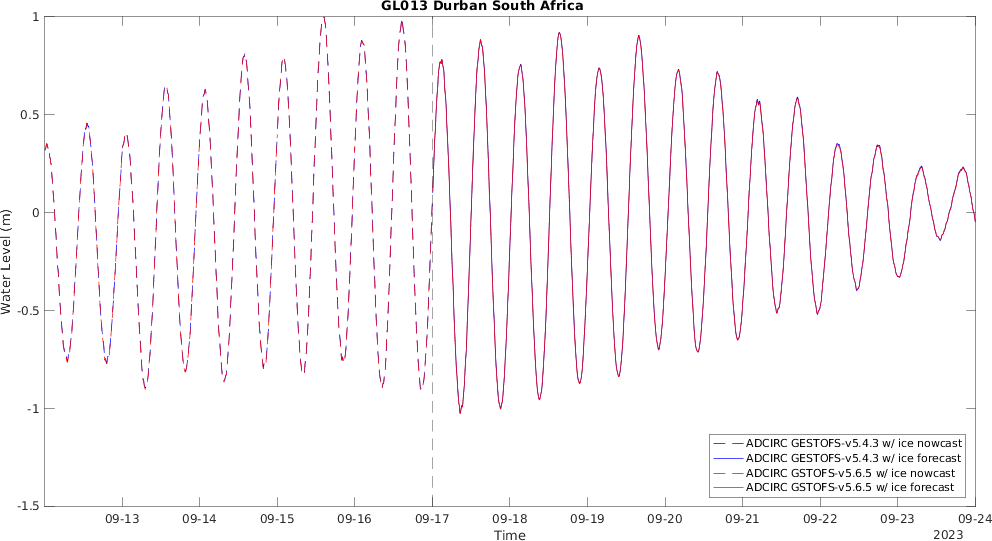 GL013 Durban South Africa
1
0.5
0
-0.5
-1
-1.5
Water Level (m)
ADCIRC GESTOFS-v5.4.3 w/ ice nowcast
ADCIRC GESTOFS-v5.4.3 w/ ice forecast
ADCIRC GSTOFS-v5.6.5 w/ ice nowcast
ADCIRC GSTOFS-v5.6.5 w/ ice forecast
09-13 09-14 09-15 09-16 09-17 09-18 09-19 09-20 09-21 09-22 09-23 09-24
Time
2023